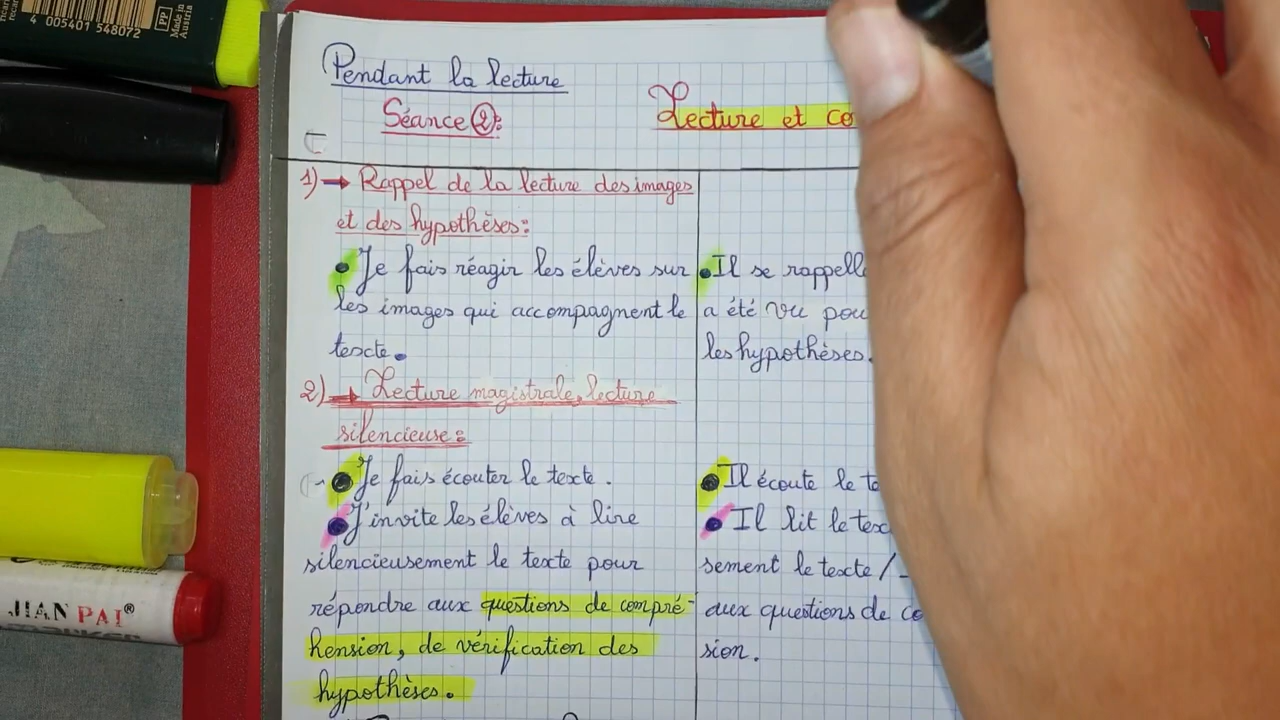 4 005401 548072
PP
Made in
Austria
Pendant la lecture
Séance 2:
Lecture et co
1) → Rappel de la lecture des images
et des hypothèses:
• Je fais réagir les élèves sur
les images qui accompagnent le
texte.
• Il se rappell
a été vu pou
les hypothèses.
2) → Lecture magistrale, lecture
silencieuse:
• Je fais écouter le texte.
• J'invite les élèves à lire
silencieusement le texte pour
répondre aux questions de compré-
hension, de vérification des
hypothèses.
• Il écoute le te
• Il lit le tex
sement le texte / -
aux questions de co
sion.
JIAN PAI®